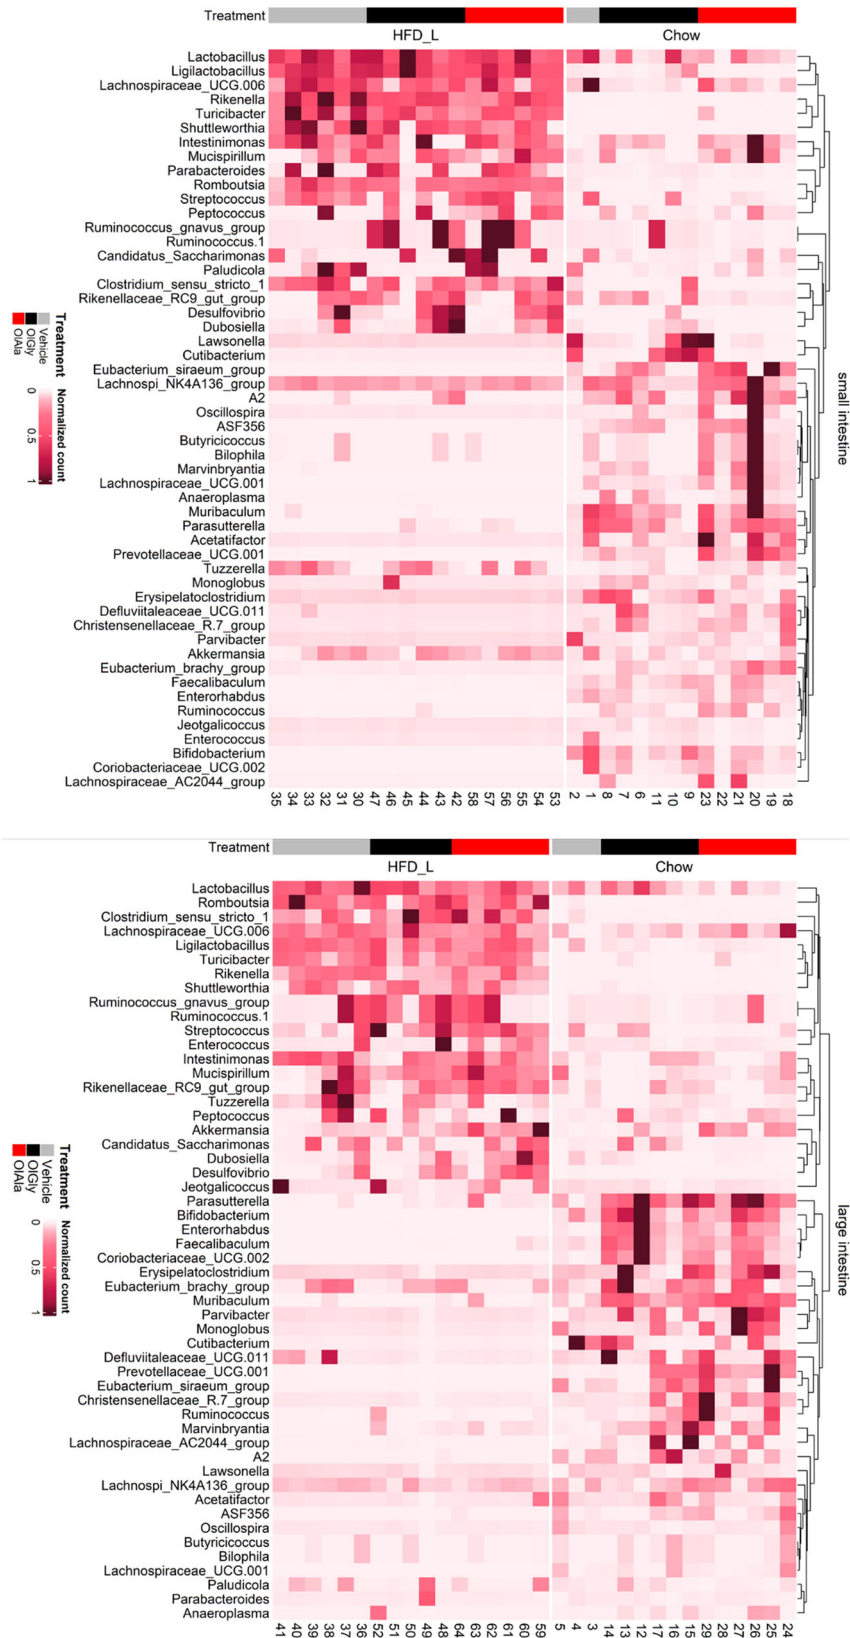 Treatment
HFD_L
Chow
Lactobacillus
Ligilactobacillus
Lachnospiraceae_UCG.006
Rikenella
Turicibacter
Shuttleworthia
Intestinimonas
Mucispirillum
Parabacteroides
Romboutsia
Streptococcus
Peptococcus
Ruminococcus_gnavus_group
Ruminococcus.1
Candidatus_Saccharimonas
Paludicola
Clostridium_sensu_stricto_1
Rikenellaceae_RC9_gut_group
Desulfovibrio
Dubosiella
Lawsonella
Cutibacterium
Eubacterium_siraeum_group
Lachnospi_NK4A136_group
A2
Oscillospira
ASF356
Butyricicoccus
Bilophila
Marvinbryantia
Lachnospiraceae_UCG.001
Anaeroplasma
Muribaculum
Parasutterella
Acetatifactor
Prevotellaceae_UCG.001
Tuzzerella
Monoglobus
Erysipelatoclostridium
Defluviitaleaceae_UCG.011
Christensenellaceae_R.7_group
Parvibacter
Akkermansia
Eubacterium_brachy_group
Faecalibaculum
Enterorhabdus
Ruminococcus
Jeotgalicoccus
Enterococcus
Bifidobacterium
Coriobacteriaceae_UCG.002
Lachnospiraceae_AC2044_group
35 34 33 32 31 30 47 46 45 44 43 42 58 57 56 55 54 53 2 1 8 7 6 11 10 9 23 22 21 20 19 18
small intestine
Treatment
Vehicle
OlGly
OlAla
Normalized count
0
0.5
1
Treatment
HFD_L
Chow
Lactobacillus
Romboutsia
Clostridium_sensu_stricto_1
Lachnospiraceae_UCG.006
Ligilactobacillus
Turicibacter
Rikenella
Shuttleworthia
Ruminococcus_gnavus_group
Ruminococcus.1
Streptococcus
Enterococcus
Intestinimonas
Mucispirillum
Rikenellaceae_RC9_gut_group
Tuzzerella
Peptococcus
Akkermansia
Candidatus_Saccharimonas
Dubosiella
Desulfovibrio
Jeotgalicoccus
Parasutterella
Bifidobacterium
Enterorhabdus
Faecalibaculum
Coriobacteriaceae_UCG.002
Erysipelatoclostridium
Eubacterium_brachy_group
Muribaculum
Parvibacter
Monoglobus
Cutibacterium
Defluviitaleaceae_UCG.011
Prevotellaceae_UCG.001
Eubacterium_siraeum_group
Christensenellaceae_R.7_group
Ruminococcus
Marvinbryantia
Lachnospiraceae_AC2044_group
A2
Lawsonella
Lachnospi_NK4A136_group
Acetatifactor
ASF356
Oscillospira
Butyricicoccus
Bilophila
Lachnospiraceae_UCG.001
Paludicola
Parabacteroides
Anaeroplasma
41 40 39 38 37 36 52 51 50 49 48 64 63 62 61 60 59 5 4 3 14 13 12 17 16 15 29 28 27 26 25 24
large intestine
Treatment
Vehicle
OlGly
OlAla
Normalized count
0
0.5
1